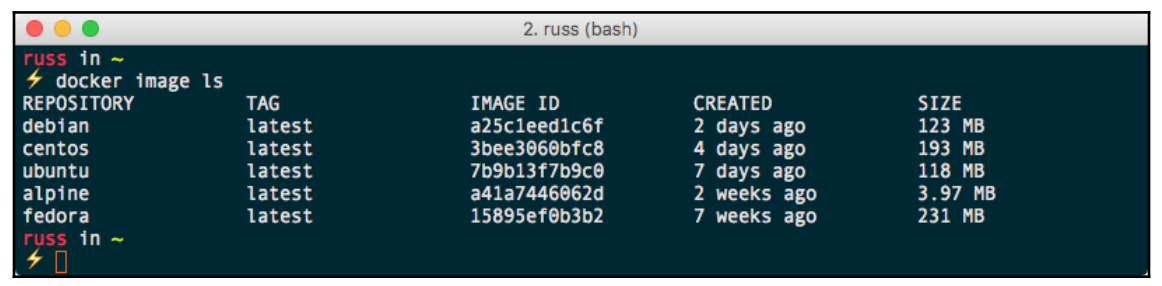 2. russ (bash)
russ in ~
⚡ docker image ls
REPOSITORY TAG IMAGE ID CREATED SIZE
debian latest a25c1eed1c6f 2 days ago 123 MB
centos latest 3bee3060bfc8 4 days ago 193 MB
ubuntu latest 7b9b13f7b9c0 7 days ago 118 MB
alpine latest a41a7446062d 2 weeks ago 3.97 MB
fedora latest 15895ef0b3b2 7 weeks ago 231 MB
russ in ~
⚡